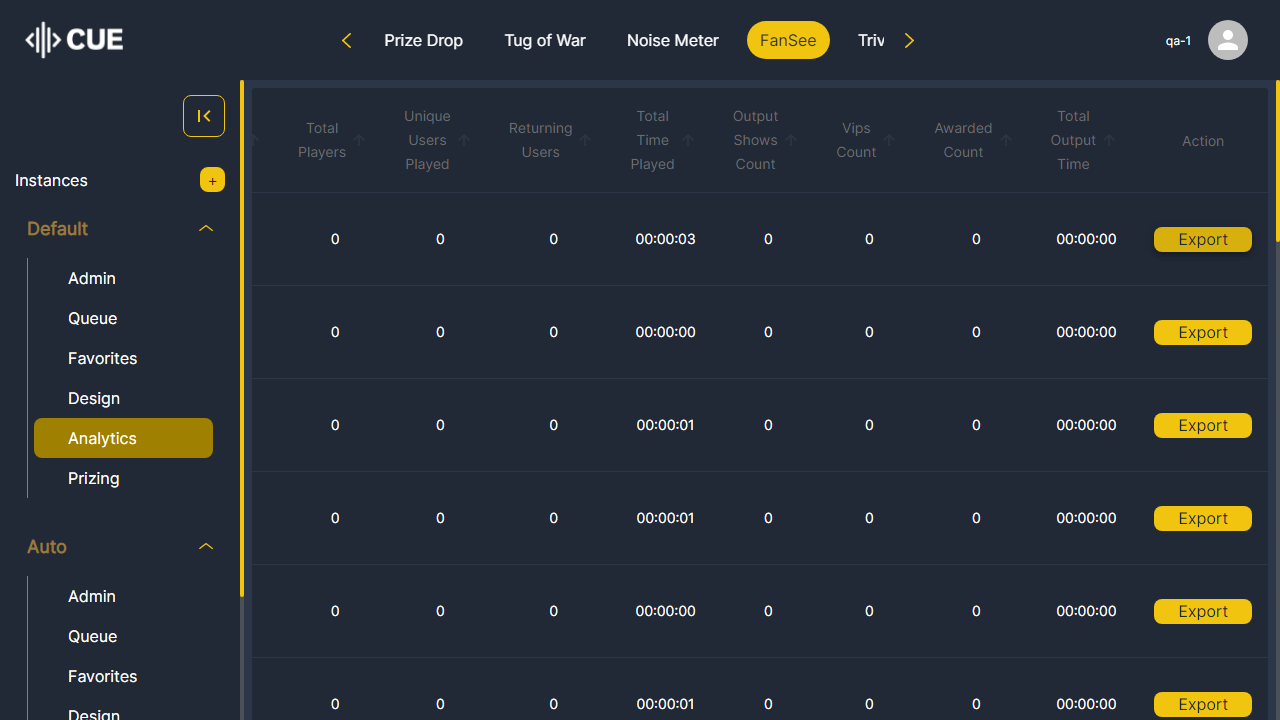 CUE
Prize Drop
Tug of War
Noise Meter
FanSee
Triv
qa-1
Instances
+
Default
Admin
Queue
Favorites
Design
Analytics
Prizing
Auto
Admin
Queue
Favorites
Design
Total Players
Unique Users Played
Returning Users
Total Time Played
Output Shows Count
Vips Count
Awarded Count
Total Output Time
Action
0 0 0 00:00:03 0 0 0 00:00:00 Export
0 0 0 00:00:00 0 0 0 00:00:00 Export
0 0 0 00:00:01 0 0 0 00:00:00 Export
0 0 0 00:00:01 0 0 0 00:00:00 Export
0 0 0 00:00:00 0 0 0 00:00:00 Export
0 0 0 00:00:01 0 0 0 00:00:00 Export